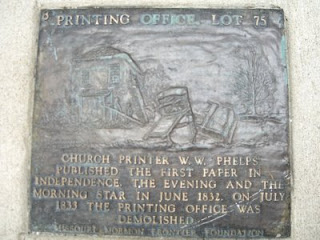 PRINTING OFFICE, LOT 75
CHURCH PRINTER W.W. PHELPS
PUBLISHED THE FIRST PAPER IN
INDEPENDENCE, THE EVENING AND THE
MORNING STAR IN JUNE 1832. ON JULY
1833 THE PRINTING OFFICE WAS
DEMOLISHED
MISSOURI MORMON FRONTIER FOUNDATION